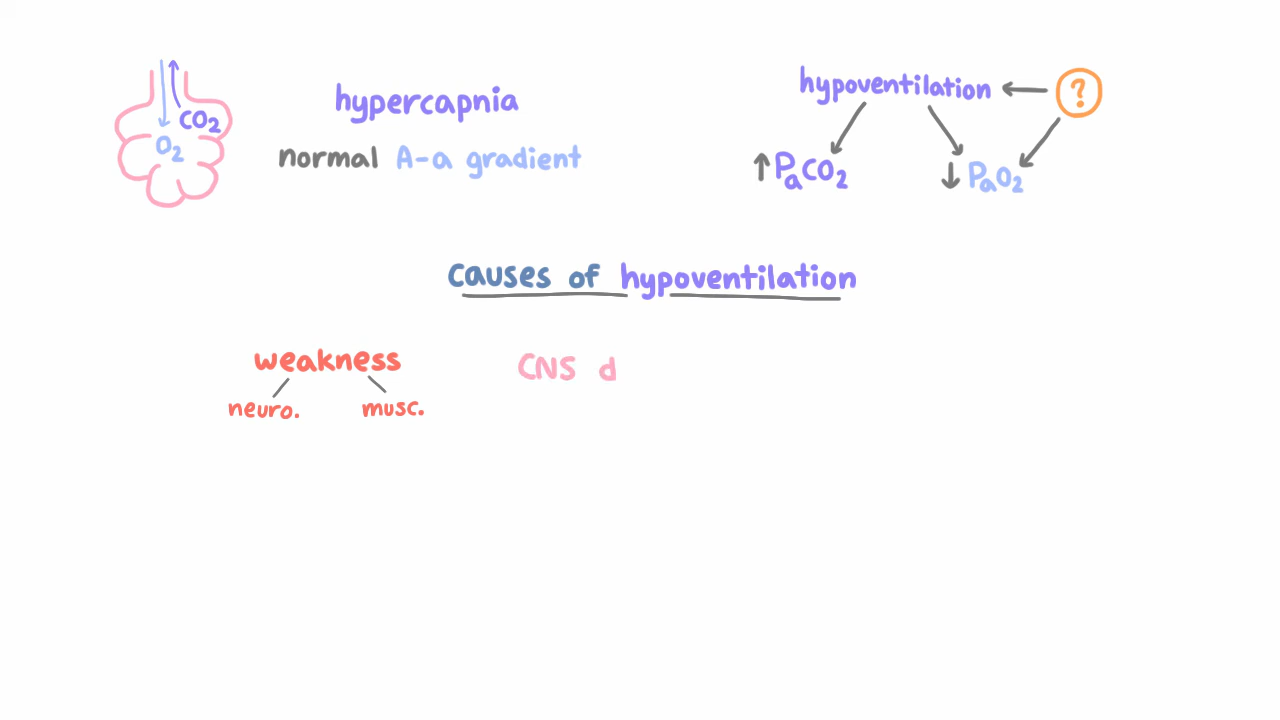 CO2
O2
hypercapnia
normal A-a gradient
hypoventilation ← ?
↑PaCO2
↓PaO2
causes of hypoventilation
weakness
neuro.
musc.
CNS d